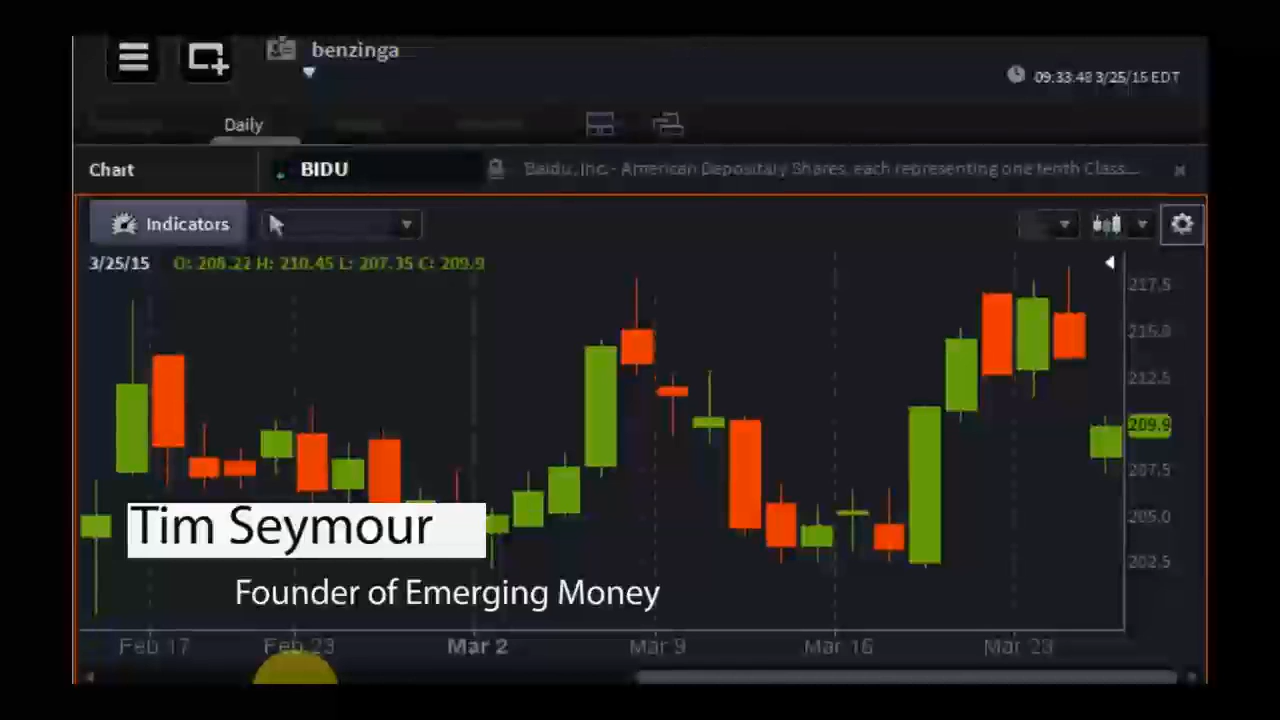 benzinga
09:33:48 3/25/15 EDT
Daily
Chart
BIDU
Baidu, Inc. - American Depositary Shares, each representing one tenth Class...
Indicators
3/25/15 O: 208.22 H: 210.45 L: 207.35 C: 209.9
217.5
215.0
212.5
209.9
207.5
205.0
202.5
Tim Seymour
Founder of Emerging Money
Feb 17 Feb 23 Mar 2 Mar 9 Mar 16 Mar 23